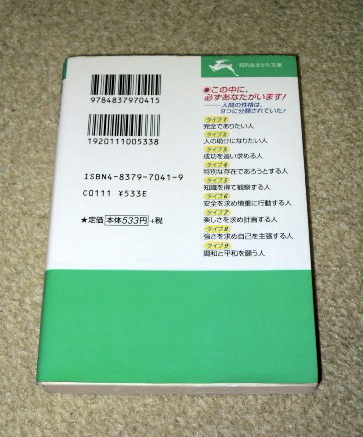 知的生きかた文庫
●この中に、
必ずあなたがいます!
――人間の性格は、
9つに分類されていた!
タイプ1
完全でありたい人
タイプ2
人の助けになりたい人
タイプ3
成功を追い求める人
タイプ4
特別な存在であろうとする人
タイプ5
知識を得て観察する人
タイプ6
安全を求め慎重に行動する人
タイプ7
楽しさを求め計画する人
タイプ8
強さを求め自己を主張する人
タイプ9
調和と平和を願う人
9784837970415
1920111005338
ISBN4-8379-7041-9
C0111 ¥533E
★定価 本体533円 +税